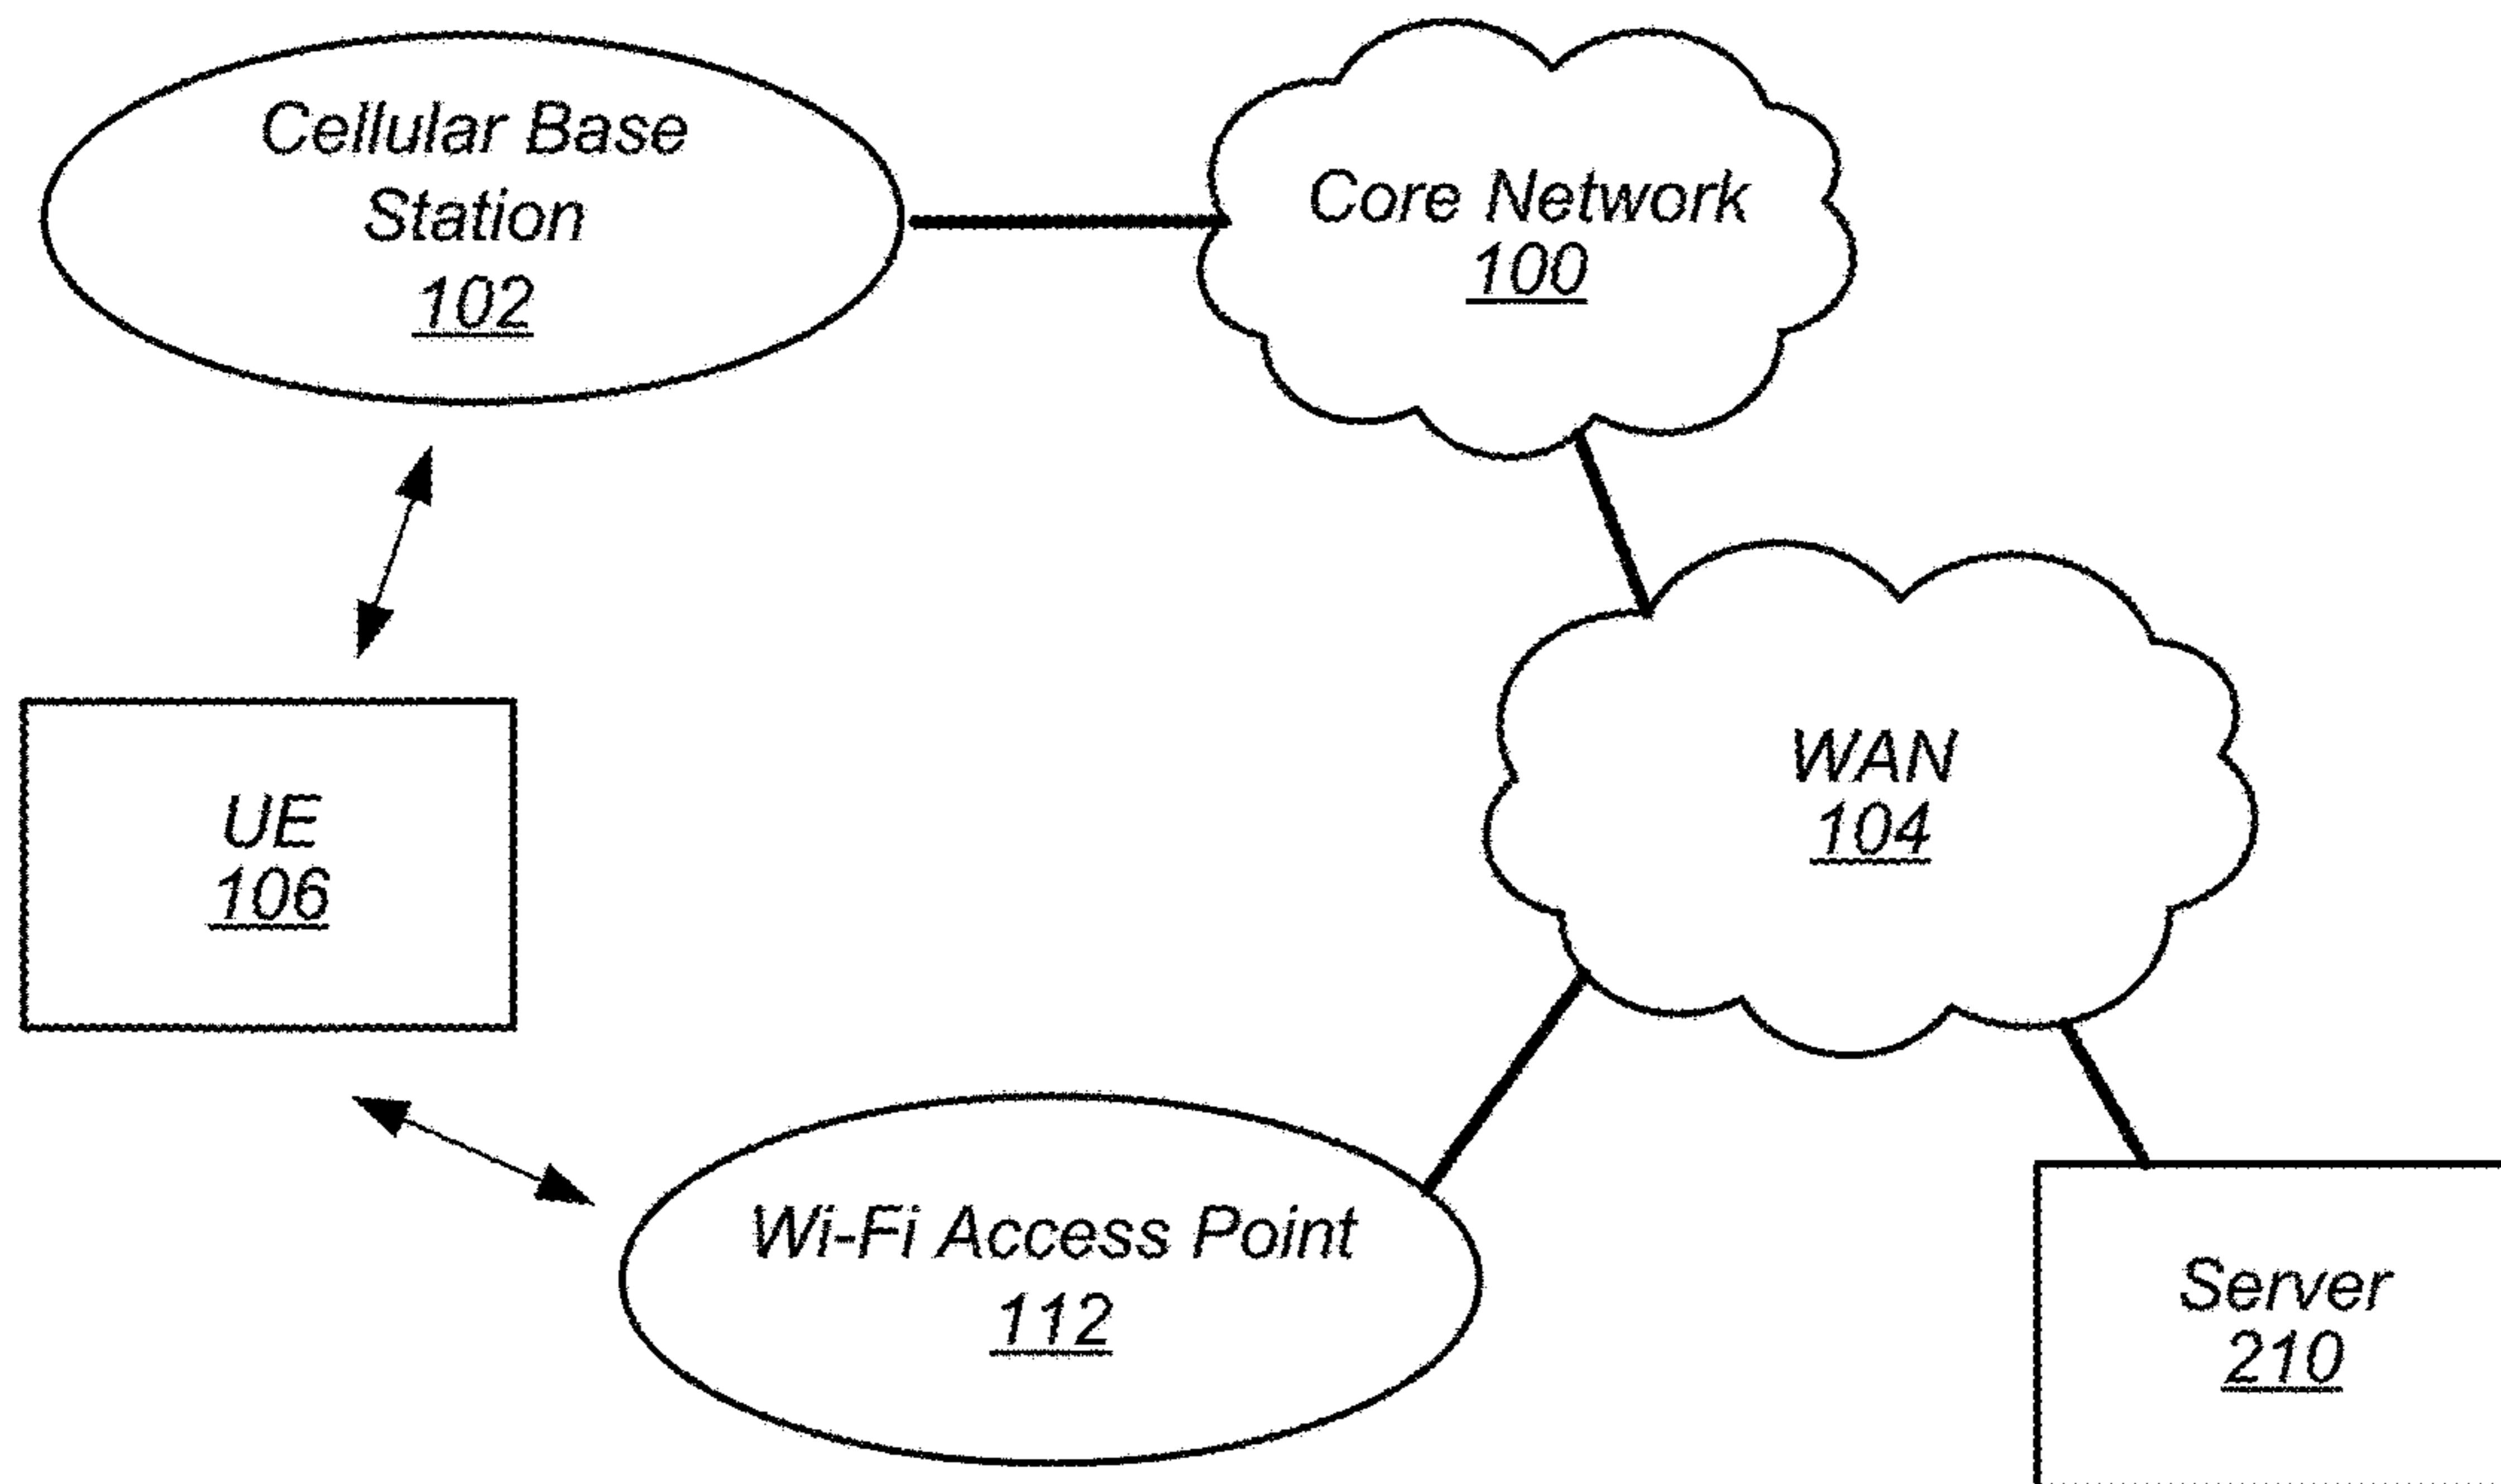 Cellular Base
Station
102
Core Network
100
WAN
104
UE
106
Wi-Fi Access Point
112
Server
210